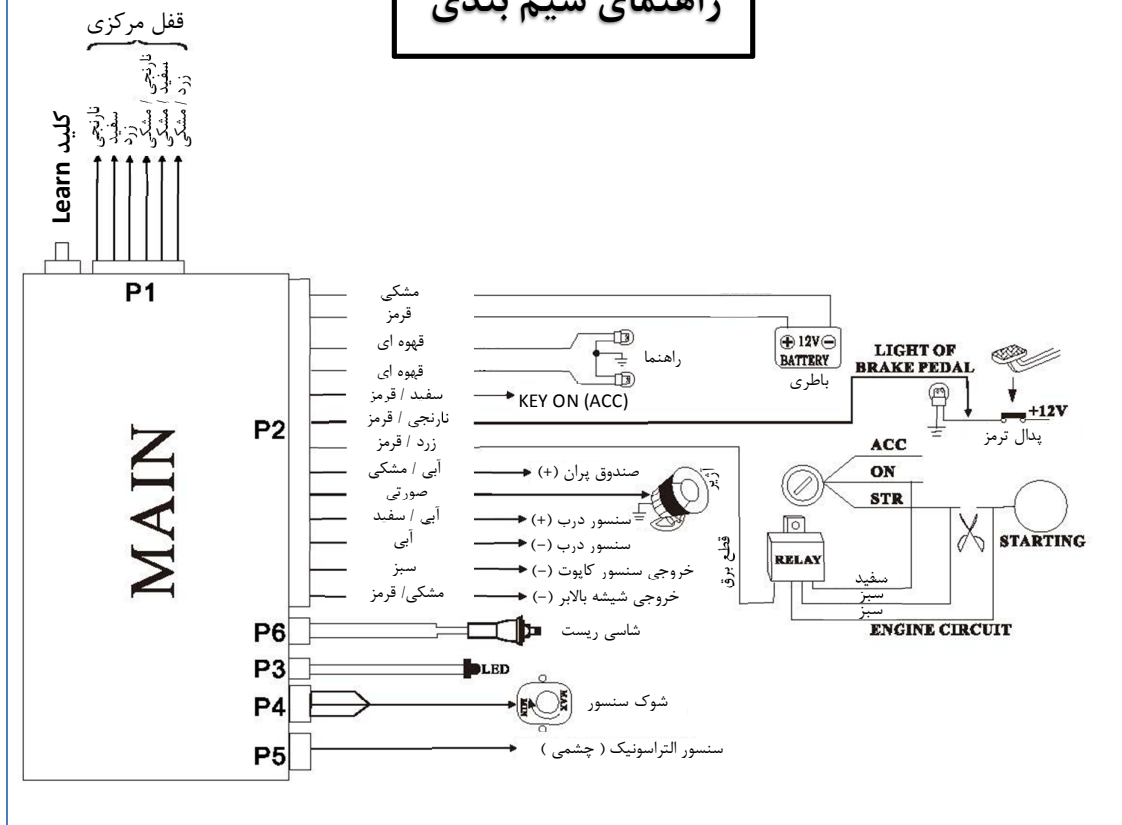 راهنمای سیم بندی
قفل مرکزی
کلید Learn
نارنجی
سفید
زرد
نارنجی / مشکی
سفید / مشکی
زرد / مشکی
P1
MAIN
P2
مشکی
قرمز
قهوه ای
قهوه ای
سفید / قرمز
نارنجی / قرمز
زرد / قرمز
آبی / مشکی
صورتی
آبی / سفید
آبی
سبز
مشکی/ قرمز
12V
BATTERY
باطری
راهنما
KEY ON (ACC)
LIGHT OF
BRAKE PEDAL
+12V
پدال ترمز
صندوق پران (+)
آژیر
سنسور درب (+)
سنسور درب (-)
خروجی سنسور کاپوت (-)
خروجی شیشه بالابر (-)
قطع برق
ACC
ON
STR
STARTING
RELAY
سفید
سبز
سبز
ENGINE CIRCUIT
P6
شاسی ریست
P3
LED
P4
MIN
MAX
شوک سنسور
P5
سنسور التراسونیک ( چشمی )